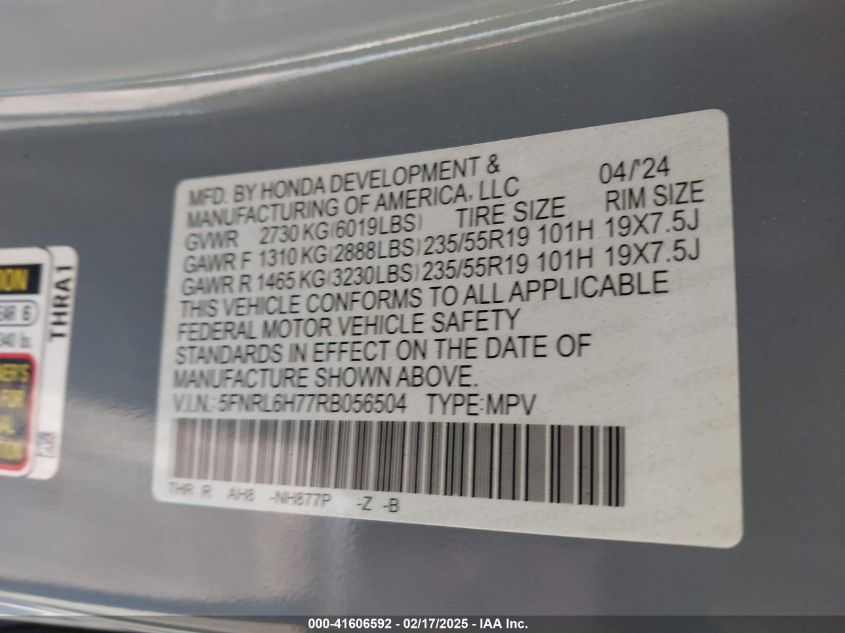 MFD. BY HONDA DEVELOPMENT & 04/'24
MANUFACTURING OF AMERICA, LLC
GVWR 2730 KG(6019LBS) TIRE SIZE RIM SIZE
GAWR F 1310 KG(2888LBS) 235/55R19 101H 19X7.5J
GAWR R 1465 KG(3230LBS) 235/55R19 101H 19X7.5J
THIS VEHICLE CONFORMS TO ALL APPLICABLE
FEDERAL MOTOR VEHICLE SAFETY
STANDARDS IN EFFECT ON THE DATE OF
MANUFACTURE SHOWN ABOVE.
V.I.N.: 5FNRL6H77RB056504 TYPE:MPV
THR R AH8 -NH877P -Z -B
THRA1
FOR
000-41606592 - 02/17/2025 - IAA Inc.